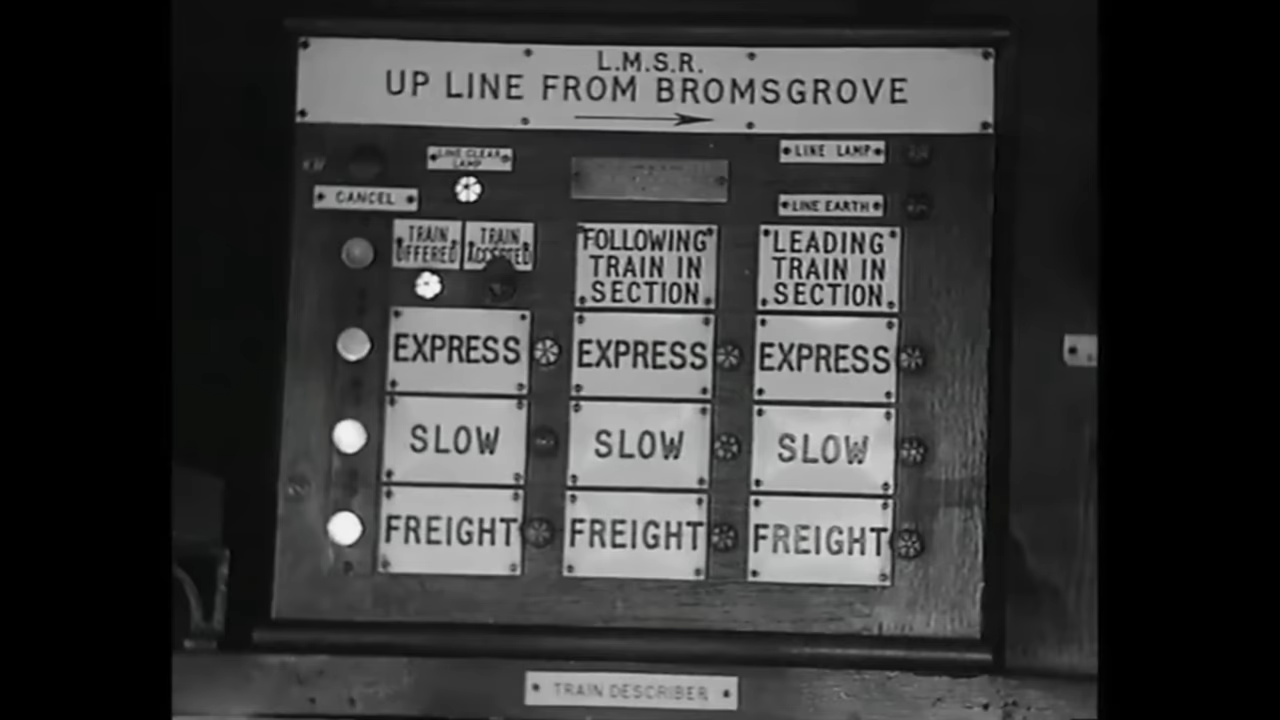 L.M.S.R.
UP LINE FROM BROMSGROVE
LINE CLEAR
LAMP
LINE LAMP
CANCEL
LINE EARTH
TRAIN
OFFERED
TRAIN
ACCEPTED
FOLLOWING
TRAIN IN
SECTION
LEADING
TRAIN IN
SECTION
EXPRESS
EXPRESS
EXPRESS
SLOW
SLOW
SLOW
FREIGHT
FREIGHT
FREIGHT
TRAIN DESCRIBER